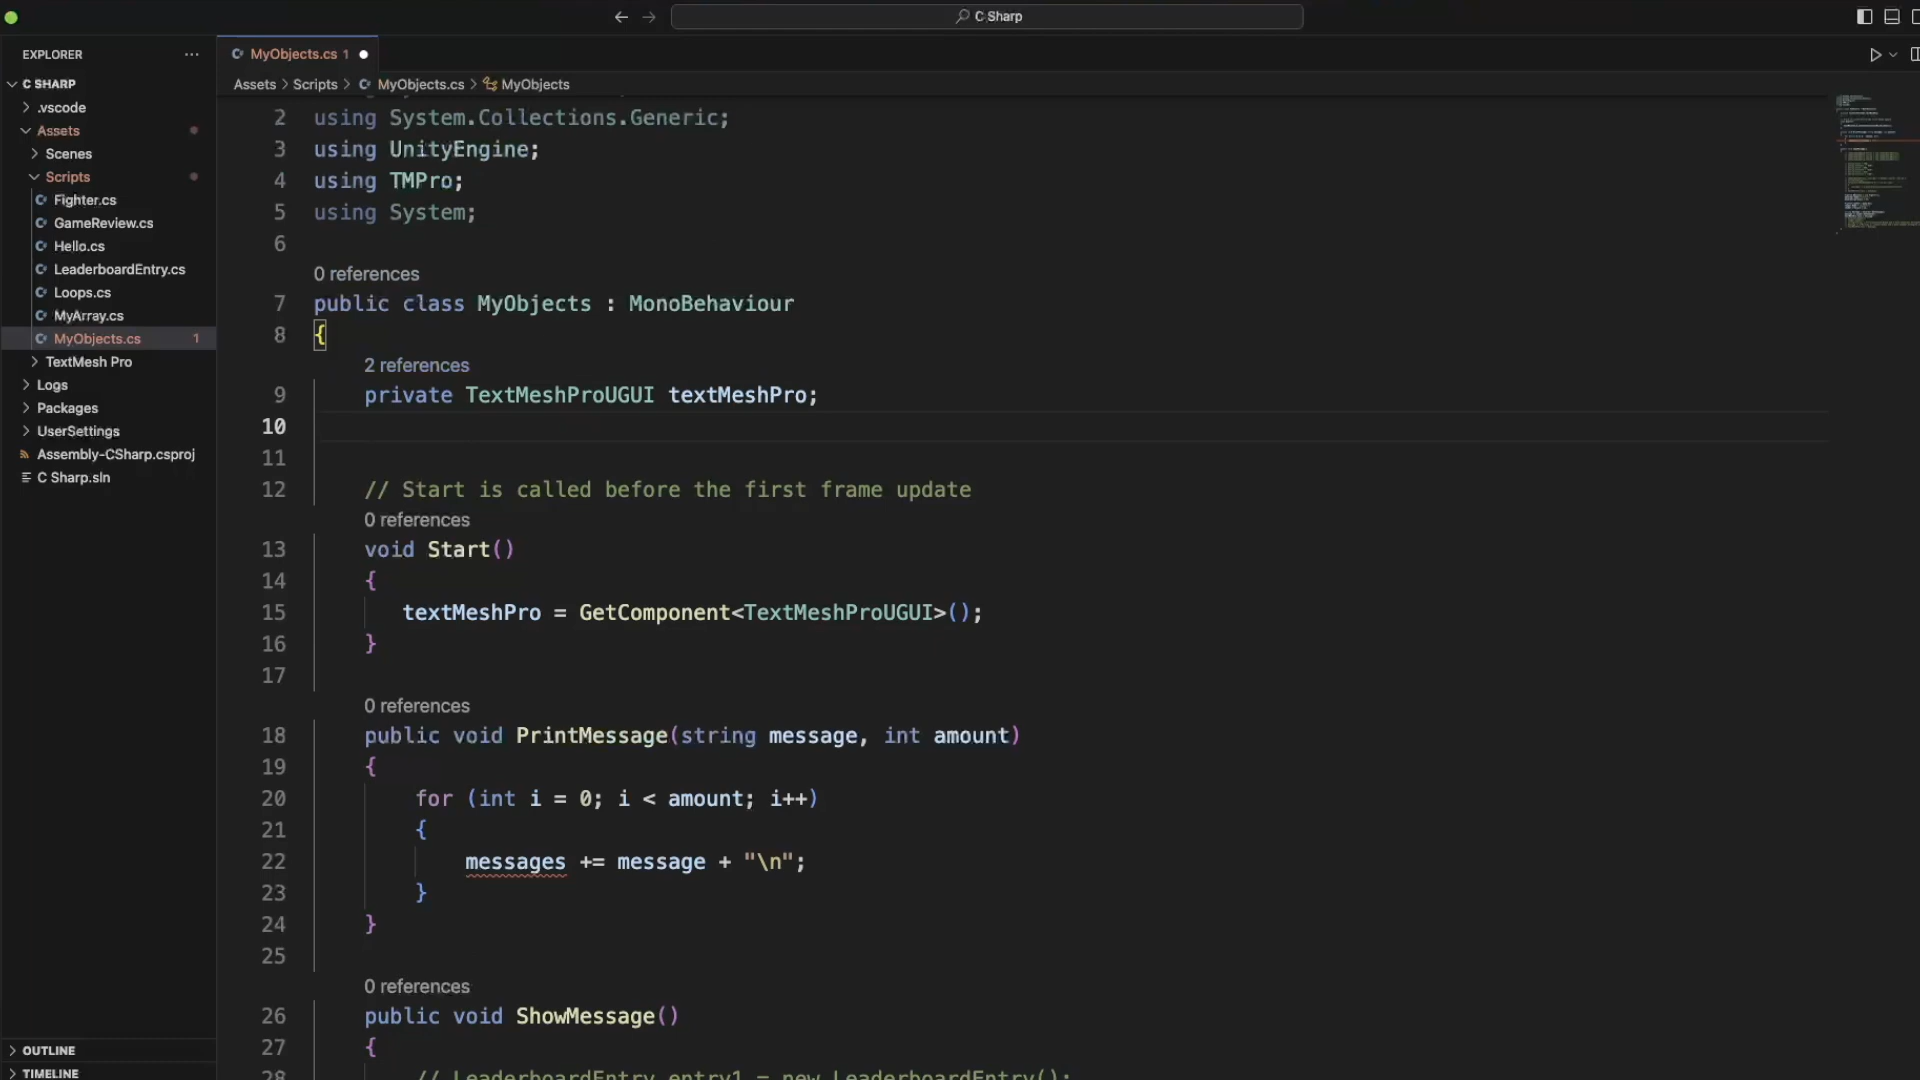 C Sharp
EXPLORER
C SHARP
.vscode
Assets
Scenes
Scripts
Fighter.cs
GameReview.cs
Hello.cs
LeaderboardEntry.cs
Loops.cs
MyArray.cs
MyObjects.cs 1
TextMesh Pro
Logs
Packages
UserSettings
Assembly-CSharp.csproj
C Sharp.sln
OUTLINE
TIMELINE
MyObjects.cs 1
Assets > Scripts > MyObjects.cs > MyObjects
2 using System.Collections.Generic;
3 using UnityEngine;
4 using TMPro;
5 using System;
6
0 references
7 public class MyObjects : MonoBehaviour
8 {
2 references
9 private TextMeshProUGUI textMeshPro;
10
11
12 // Start is called before the first frame update
0 references
13 void Start()
14 {
15 textMeshPro = GetComponent<TextMeshProUGUI>();
16 }
17
0 references
18 public void PrintMessage(string message, int amount)
19 {
20 for (int i = 0; i < amount; i++)
21 {
22 messages += message + "\n";
23 }
24 }
25
0 references
26 public void ShowMessage()
27 {
28 // LeaderboardEntry entry1 = new LeaderboardEntry();